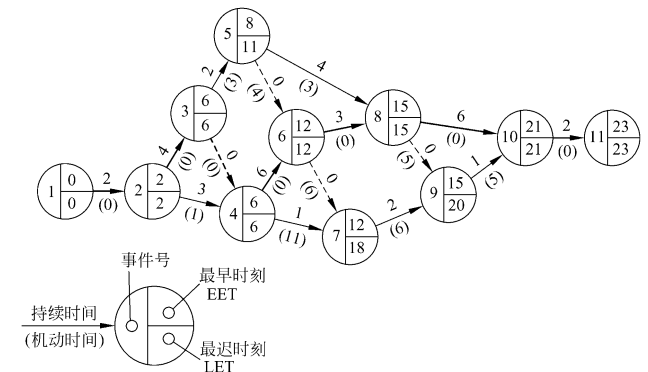 5 8 11
2 (3)
0 (4)
4 (3)
3 6 6
4 (0)
0 (0)
6 12 12
3 (0)
8 15 15
6 (0)
10 21 21
2 (0)
11 23 23
1 0 0
2 (0)
2 2 2
3 (1)
4 6 6
6 (0)
0 (6)
1 (11)
7 12 18
2 (6)
0 (5)
9 15 20
1 (5)
事件号
最早时刻
EET
持续时间
(机动时间)
最迟时刻
LET